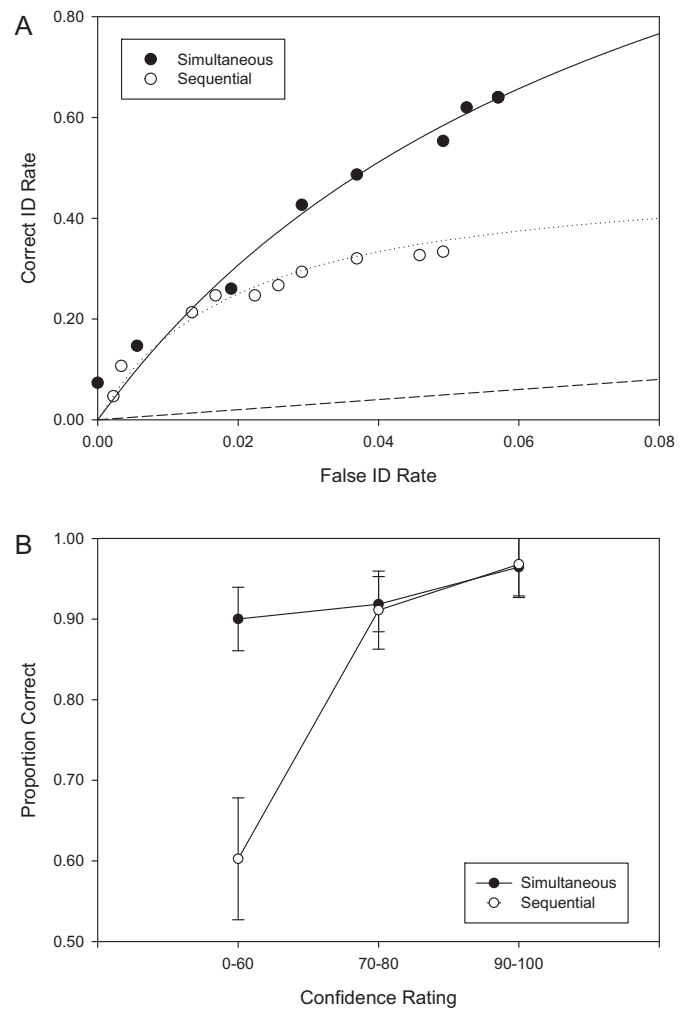 A
0.80
Simultaneous
Sequential
0.60
Correct ID Rate
0.40
0.20
0.00
0.00 0.02 0.04 0.06 0.08
False ID Rate
B
1.00
0.90
Proportion Correct
0.80
0.70
0.60
Simultaneous
Sequential
0.50
0-60 70-80 90-100
Confidence Rating